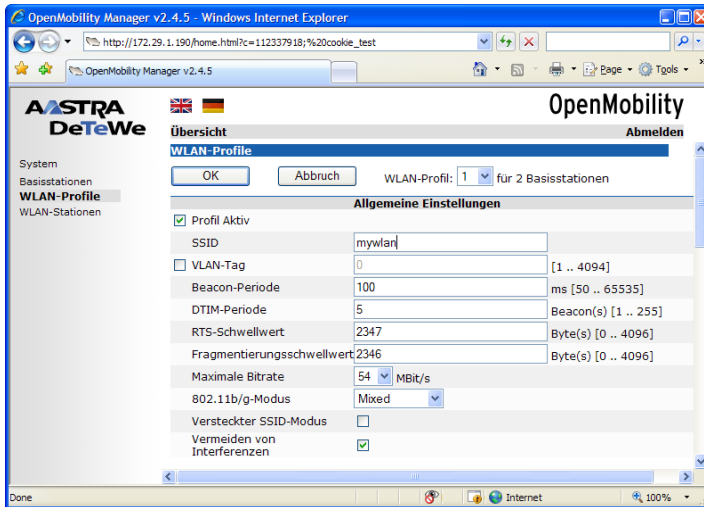 OpenMobility Manager v2.4.5 - Windows Internet Explorer
http://172.29.1.190/home.html?c=112337918;%20cookie_test
OpenMobility Manager v2.4.5
Page
Tools
AASTRA
DeTeWe
OpenMobility
Übersicht
Abmelden
System
Basisstationen
WLAN-Profile
WLAN-Stationen
WLAN-Profile
OK
Abbruch
WLAN-Profil: 1 für 2 Basisstationen
Allgemeine Einstellungen
Profil Aktiv
SSID mywlan
VLAN-Tag 0 [1 .. 4094]
Beacon-Periode 100 ms [50 .. 65535]
DTIM-Periode 5 Beacon(s) [1 .. 255]
RTS-Schwellwert 2347 Byte(s) [0 .. 4096]
Fragmentierungsschwellwert 2346 Byte(s) [0 .. 4096]
Maximale Bitrate 54 MBit/s
802.11b/g-Modus Mixed
Versteckter SSID-Modus
Vermeiden von
Interferenzen
Done
Internet
100%